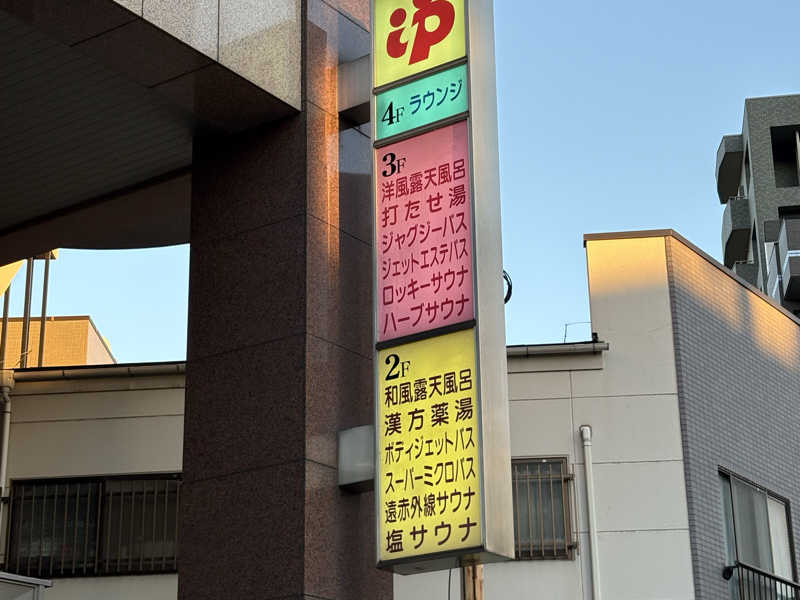 ip
4F ラウンジ
3F
洋風露天風呂
打たせ湯
ジャグジーバス
ジェットエステバス
ロッキーサウナ
ハーブサウナ
2F
和風露天風呂
漢方薬湯
ボディジェットバス
スーパーミクロバス
遠赤外線サウナ
塩サウナ